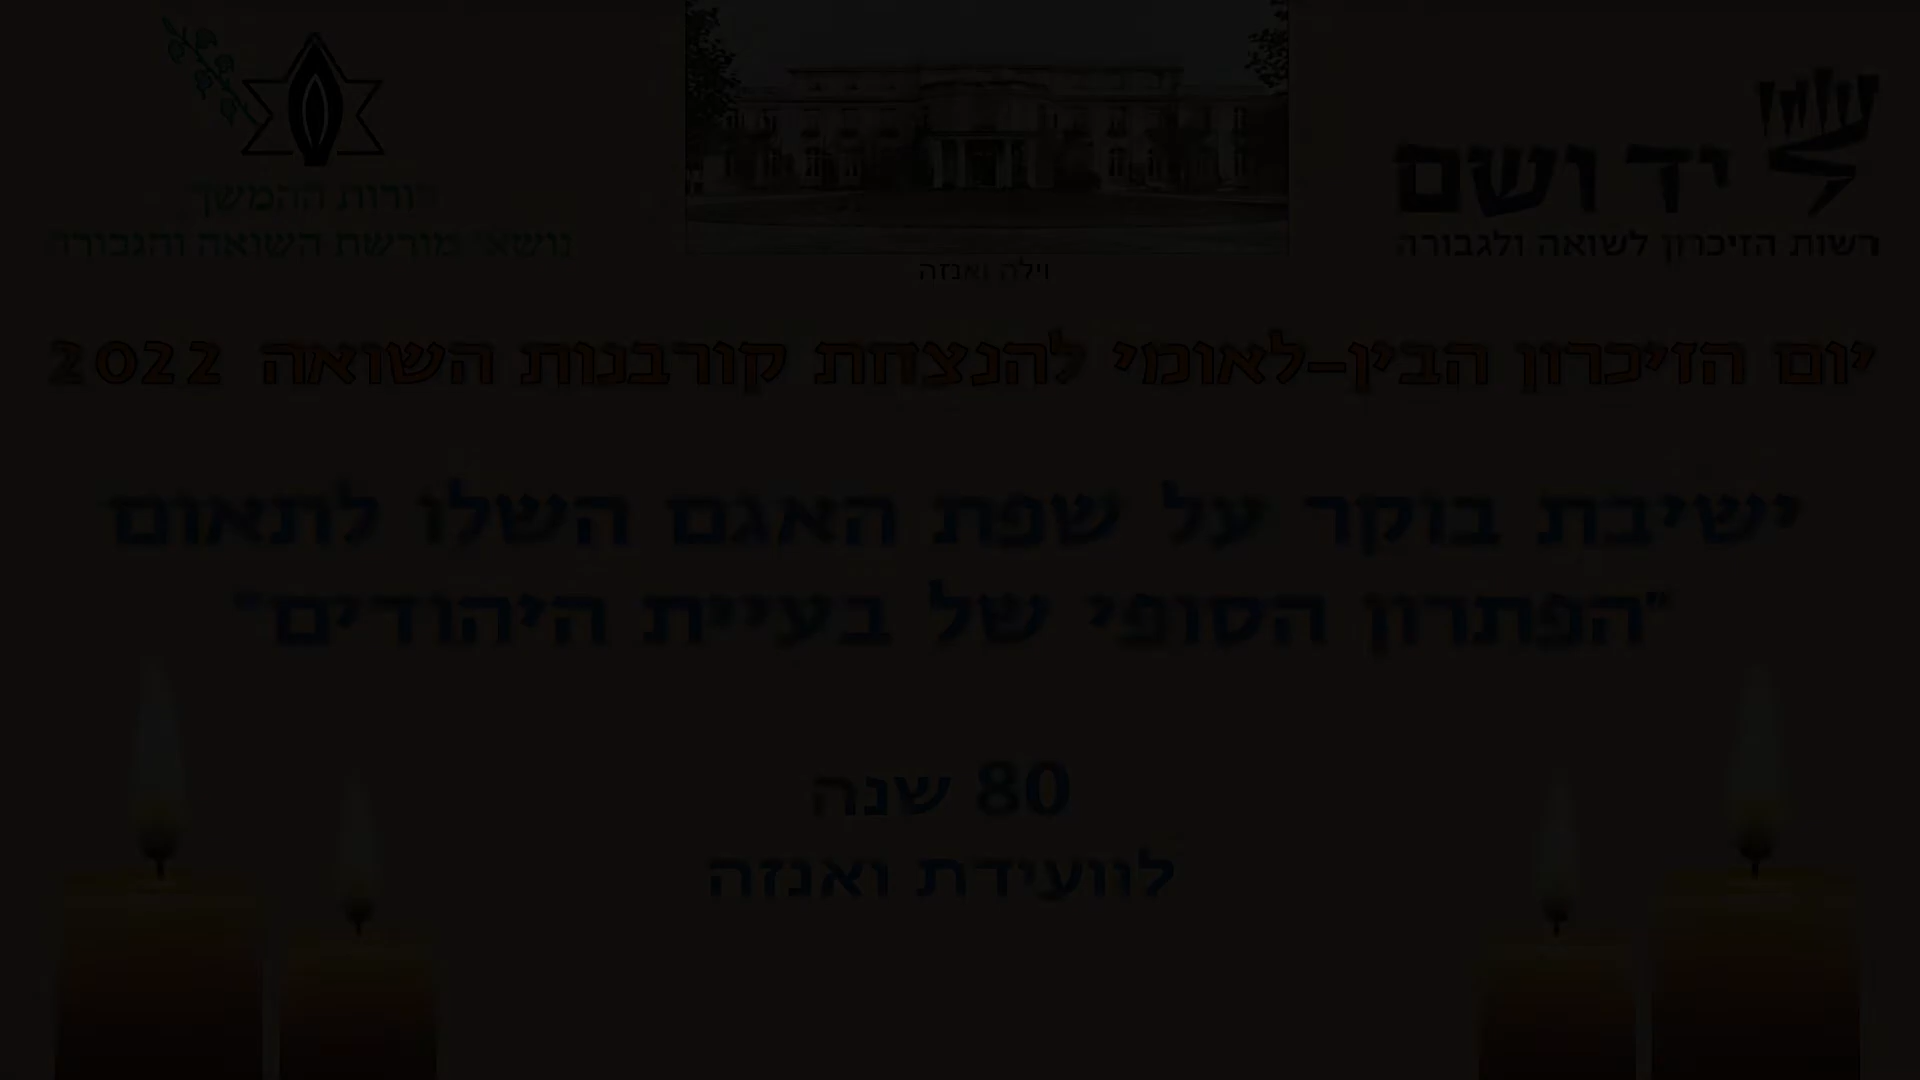 יד ושם
רשות הזיכרון לשואה ולגבורה
וילה ואנזה
דורות ההמשך
נושאי מורשת השואה והגבורה
יום הזיכרון הבין-לאומי להנצחת קורבנות השואה 2022
ישיבת בוקר על שפת האגם השלו לתאום
"הפתרון הסופי של בעיית היהודים"
80 שנה
לוועידת ואנזה